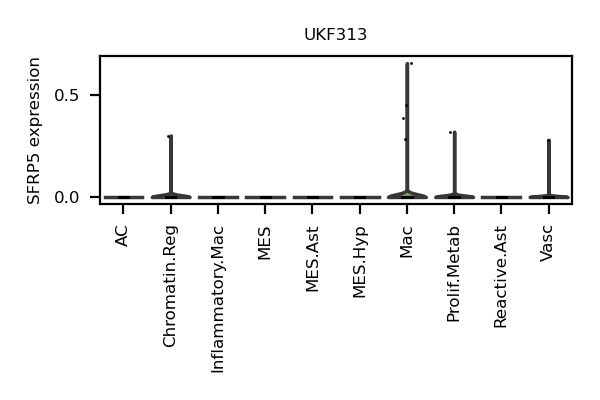 UKF313
SFRP5 expression
0.5
0.0
AC
Chromatin.Reg
Inflammatory.Mac
MES
MES.Ast
MES.Hyp
Mac
Prolif.Metab
Reactive.Ast
Vasc